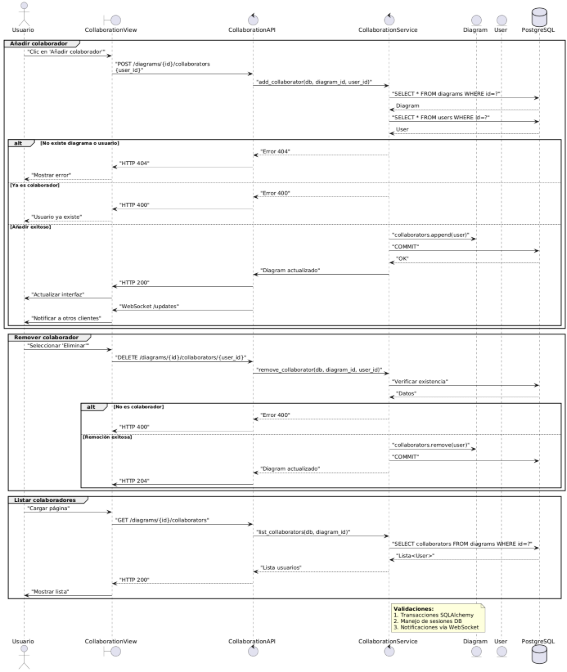 Usuario CollaborationView CollaborationAPI CollaborationService Diagram User PostgreSQL
Añadir colaborador
"Clic en 'Añadir colaborador'"
"POST /diagrams/{id}/collaborators
{user_id}"
"add_collaborator(db, diagram_id, user_id)"
"SELECT * FROM diagrams WHERE id=?"
Diagram
"SELECT * FROM users WHERE id=?"
User
alt [No existe diagrama o usuario]
"Error 404"
"HTTP 404"
"Mostrar error"
[Ya es colaborador]
"Error 400"
"HTTP 400"
"Usuario ya existe"
[Añadir exitoso]
"collaborators.append(user)"
"COMMIT"
"OK"
"Diagram actualizado"
"HTTP 200"
"Actualizar interfaz"
"WebSocket /updates"
"Notificar a otros clientes"
Remover colaborador
"Seleccionar 'Eliminar'"
"DELETE /diagrams/{id}/collaborators/{user_id}"
"remove_collaborator(db, diagram_id, user_id)"
"Verificar existencia"
"Datos"
alt [No es colaborador]
"Error 400"
"HTTP 400"
[Remoción exitosa]
"collaborators.remove(user)"
"COMMIT"
"Diagram actualizado"
"HTTP 204"
Listar colaboradores
"Cargar página"
"GET /diagrams/{id}/collaborators"
"list_collaborators(db, diagram_id)"
"SELECT collaborators FROM diagrams WHERE id=?"
"Lista<User>"
"Lista usuarios"
"HTTP 200"
"Mostrar lista"
Validaciones:
1. Transacciones SQLAlchemy
2. Manejo de sesiones DB
3. Notificaciones via WebSocket
Usuario CollaborationView CollaborationAPI CollaborationService Diagram User PostgreSQL